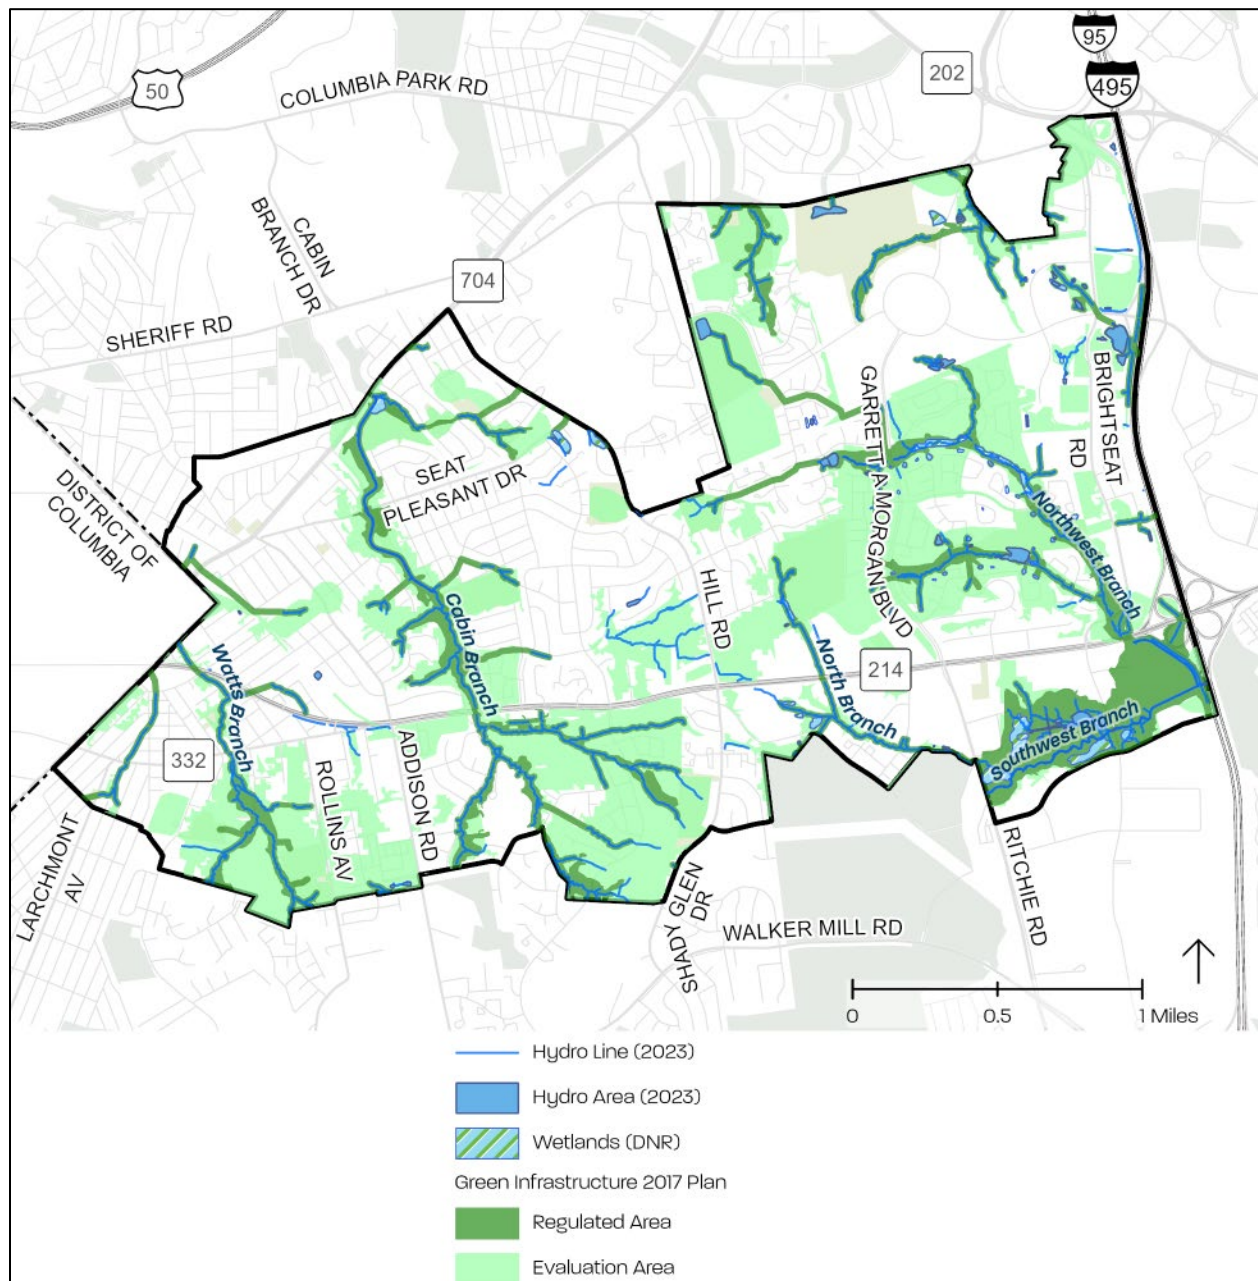 95
50
202
495
COLUMBIA PARK RD
CABIN
BRANCH DR
704
SHERIFF RD
GARRETT A MORGAN BLVD
BRIGHTSEAT
RD
SEAT
PLEASANT DR
DISTRICT OF
COLUMBIA
Northwest Branch
HILL RD
Cabin Branch
Watts Branch
North Branch
214
Southwest Branch
332
ROLLINS AV
ADDISON RD
LARCHMONT
AV
SHADY GLEN
DR
RITCHIE RD
WALKER MILL RD
0 0.5 1 Miles
Hydro Line (2023)
Hydro Area (2023)
Wetlands (DNR)
Green Infrastructure 2017 Plan
Regulated Area
Evaluation Area